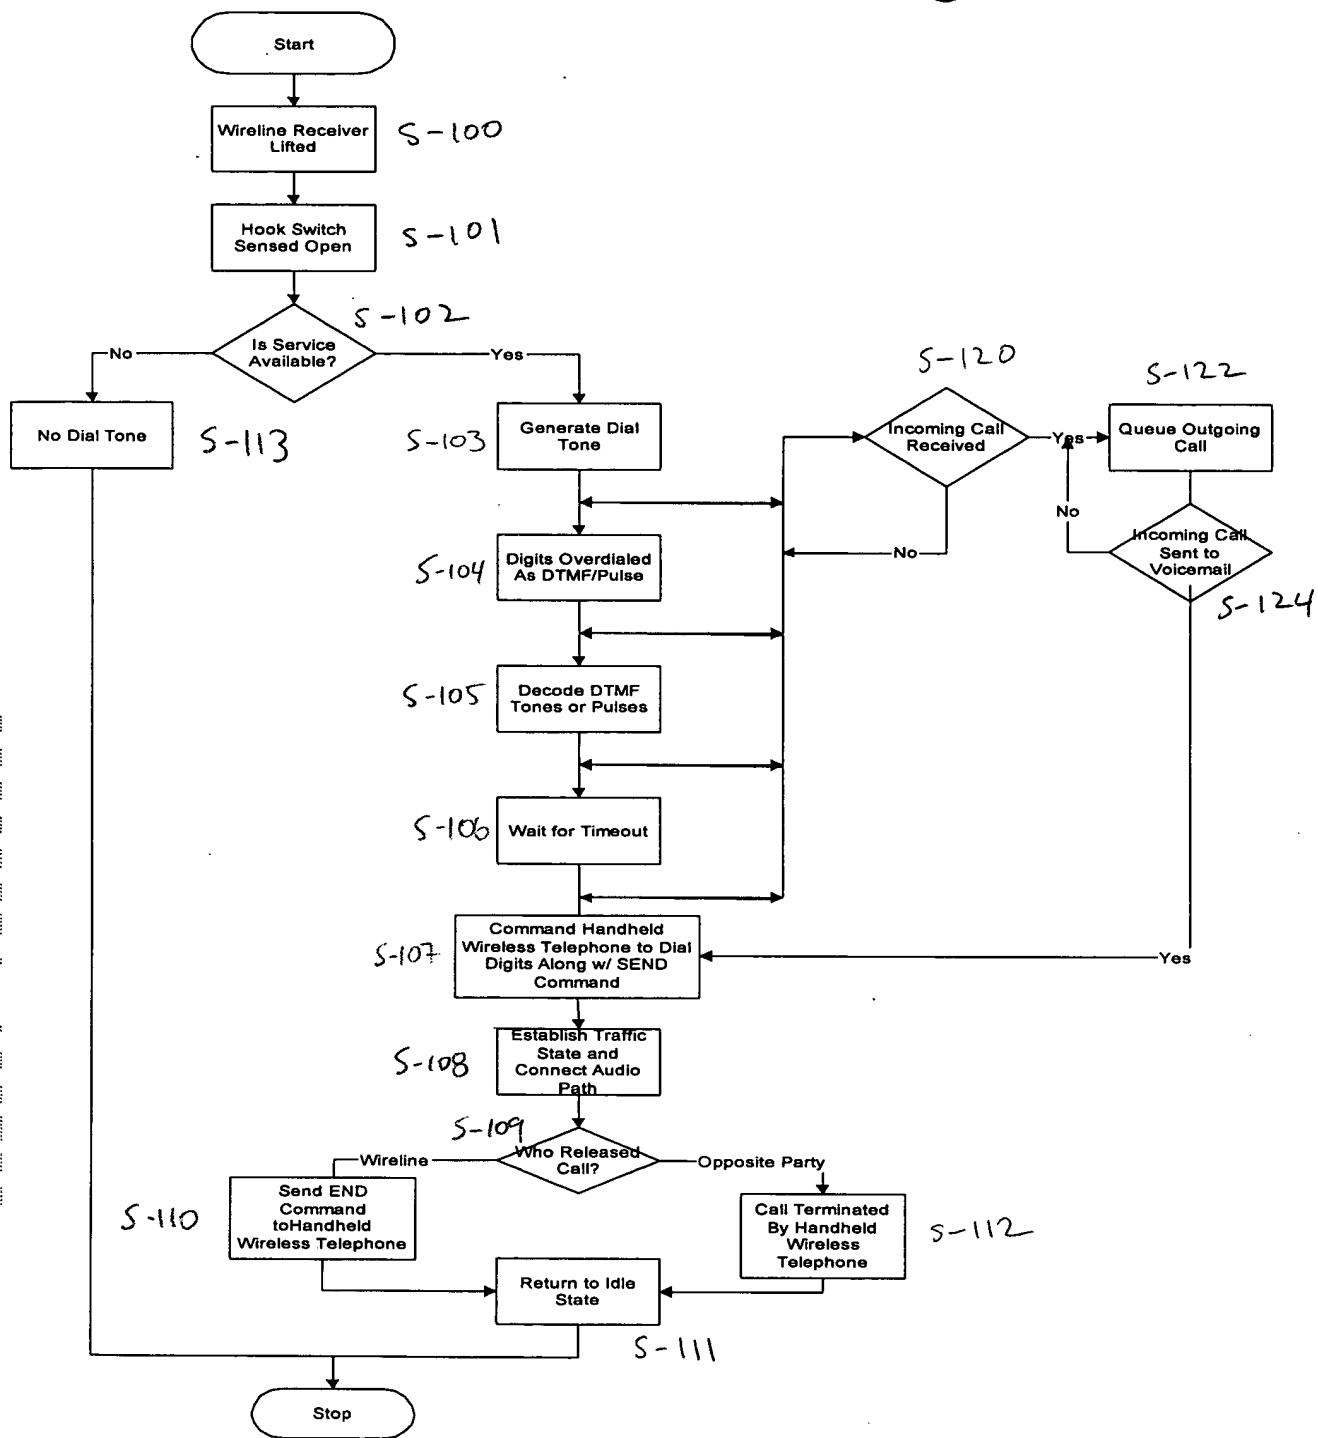 Start
Wireline Receiver
Lifted
S-100
Hook Switch
Sensed Open
S-101
S-102
Is Service
Available?
No
Yes
No Dial Tone
S-113
S-103
Generate Dial
Tone
S-120
Incoming Call
Received
Yes
No
S-122
Queue Outgoing
Call
No
Incoming Call
Sent to
Voicemail
S-124
Yes
S-104
Digits Overdialed
As DTMF/Pulse
S-105
Decode DTMF
Tones or Pulses
S-106
Wait for Timeout
S-107
Command Handheld
Wireless Telephone to Dial
Digits Along w/ SEND
Command
S-108
Establish Traffic
State and
Connect Audio
Path
S-109
Who Released
Call?
Wireline
Opposite Party
S-110
Send END
Command
toHandheld
Wireless Telephone
Call Terminated
By Handheld
Wireless
Telephone
S-112
Return to Idle
State
S-111
Stop